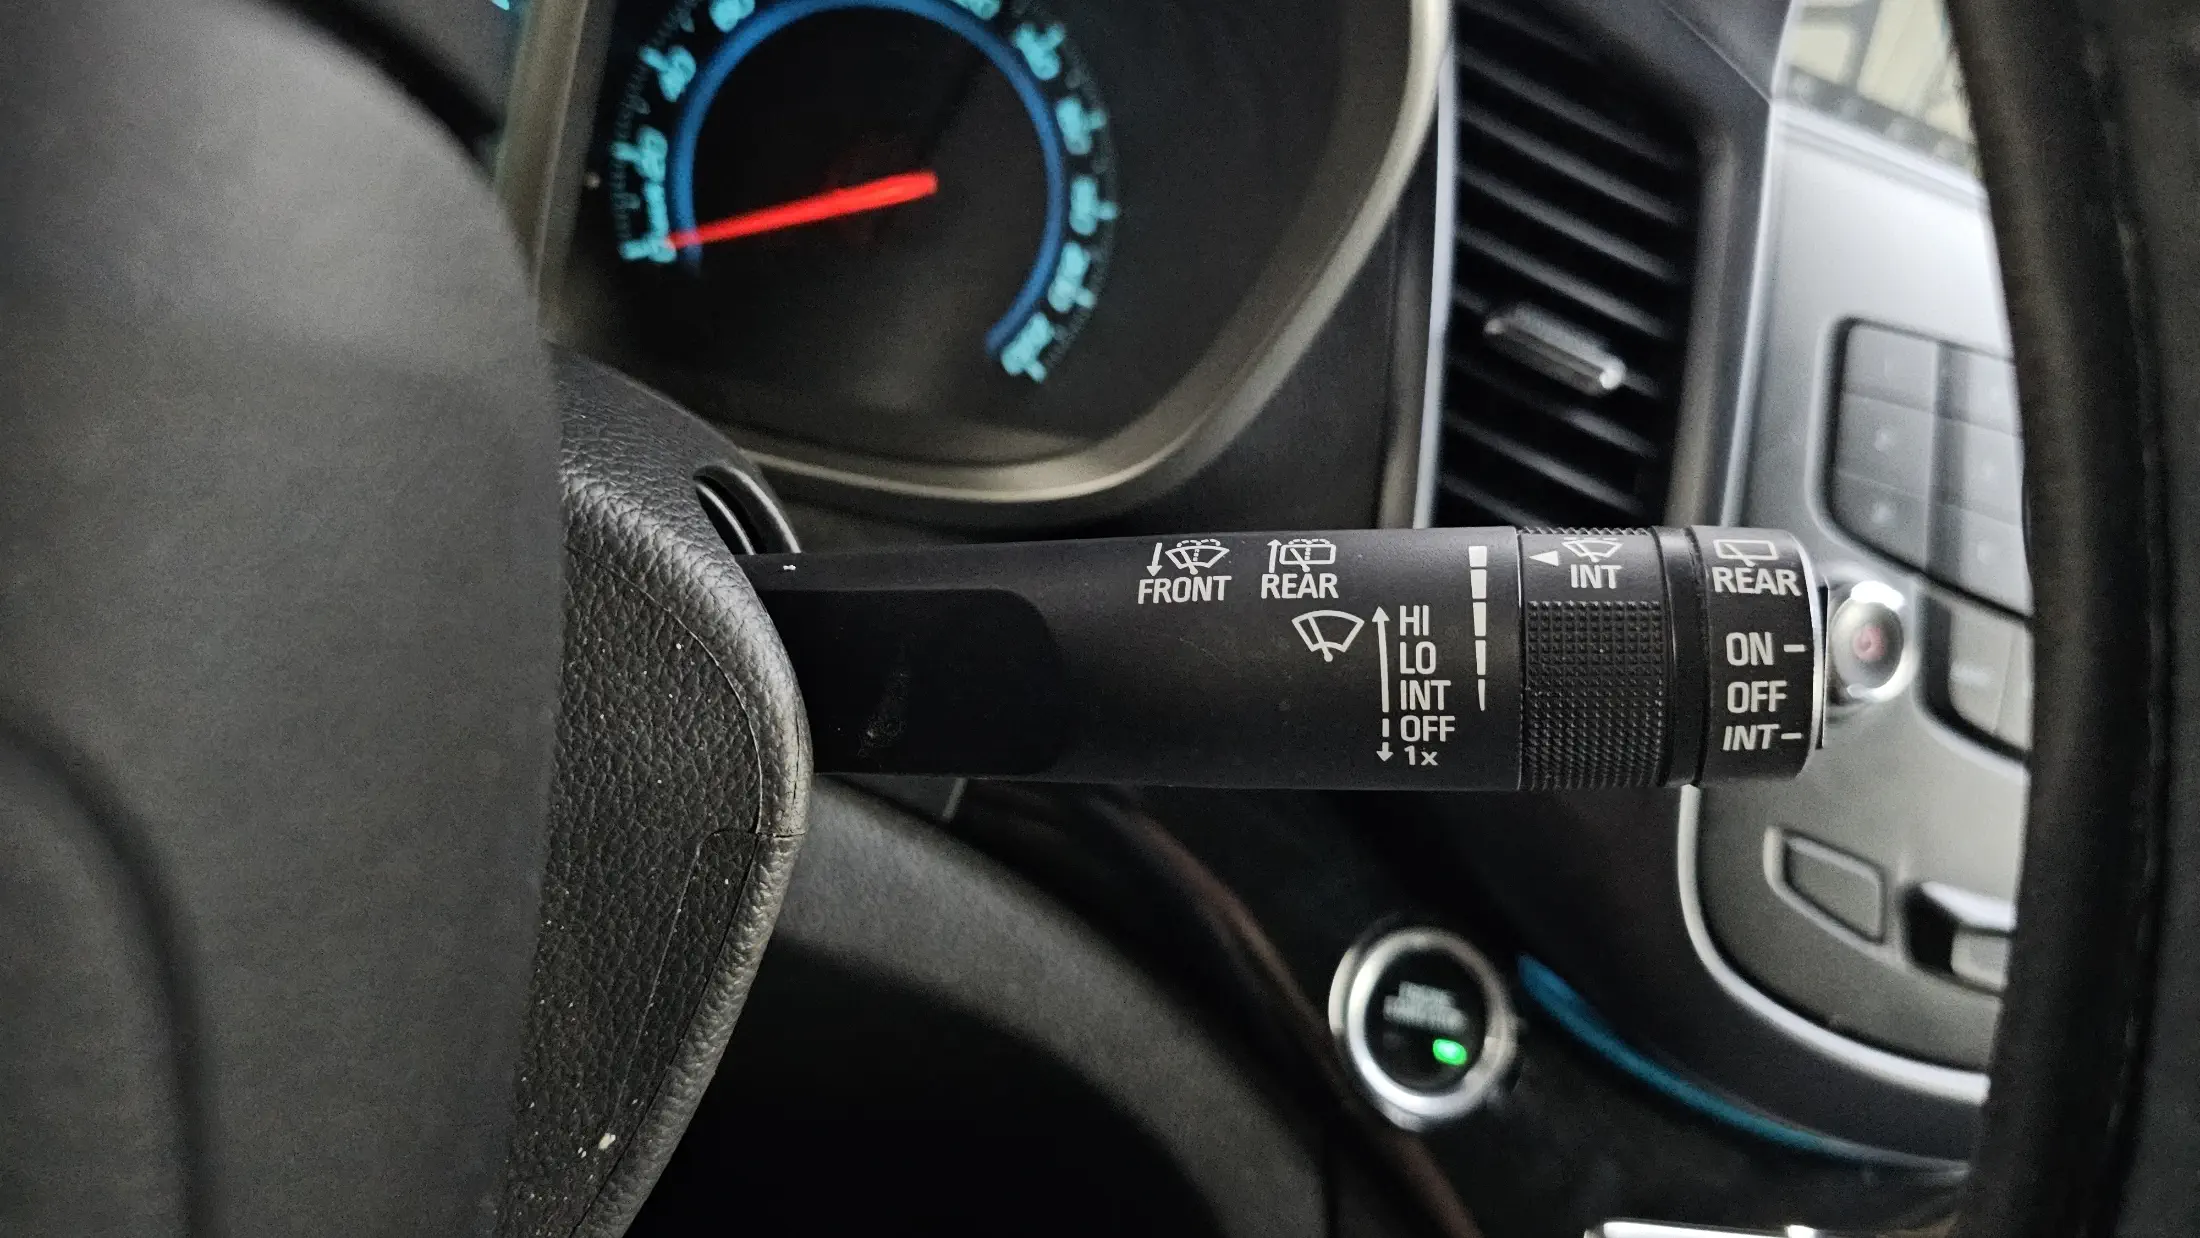 FRONT
REAR
HI
LO
INT
OFF
1x
INT
REAR
ON
OFF
INT